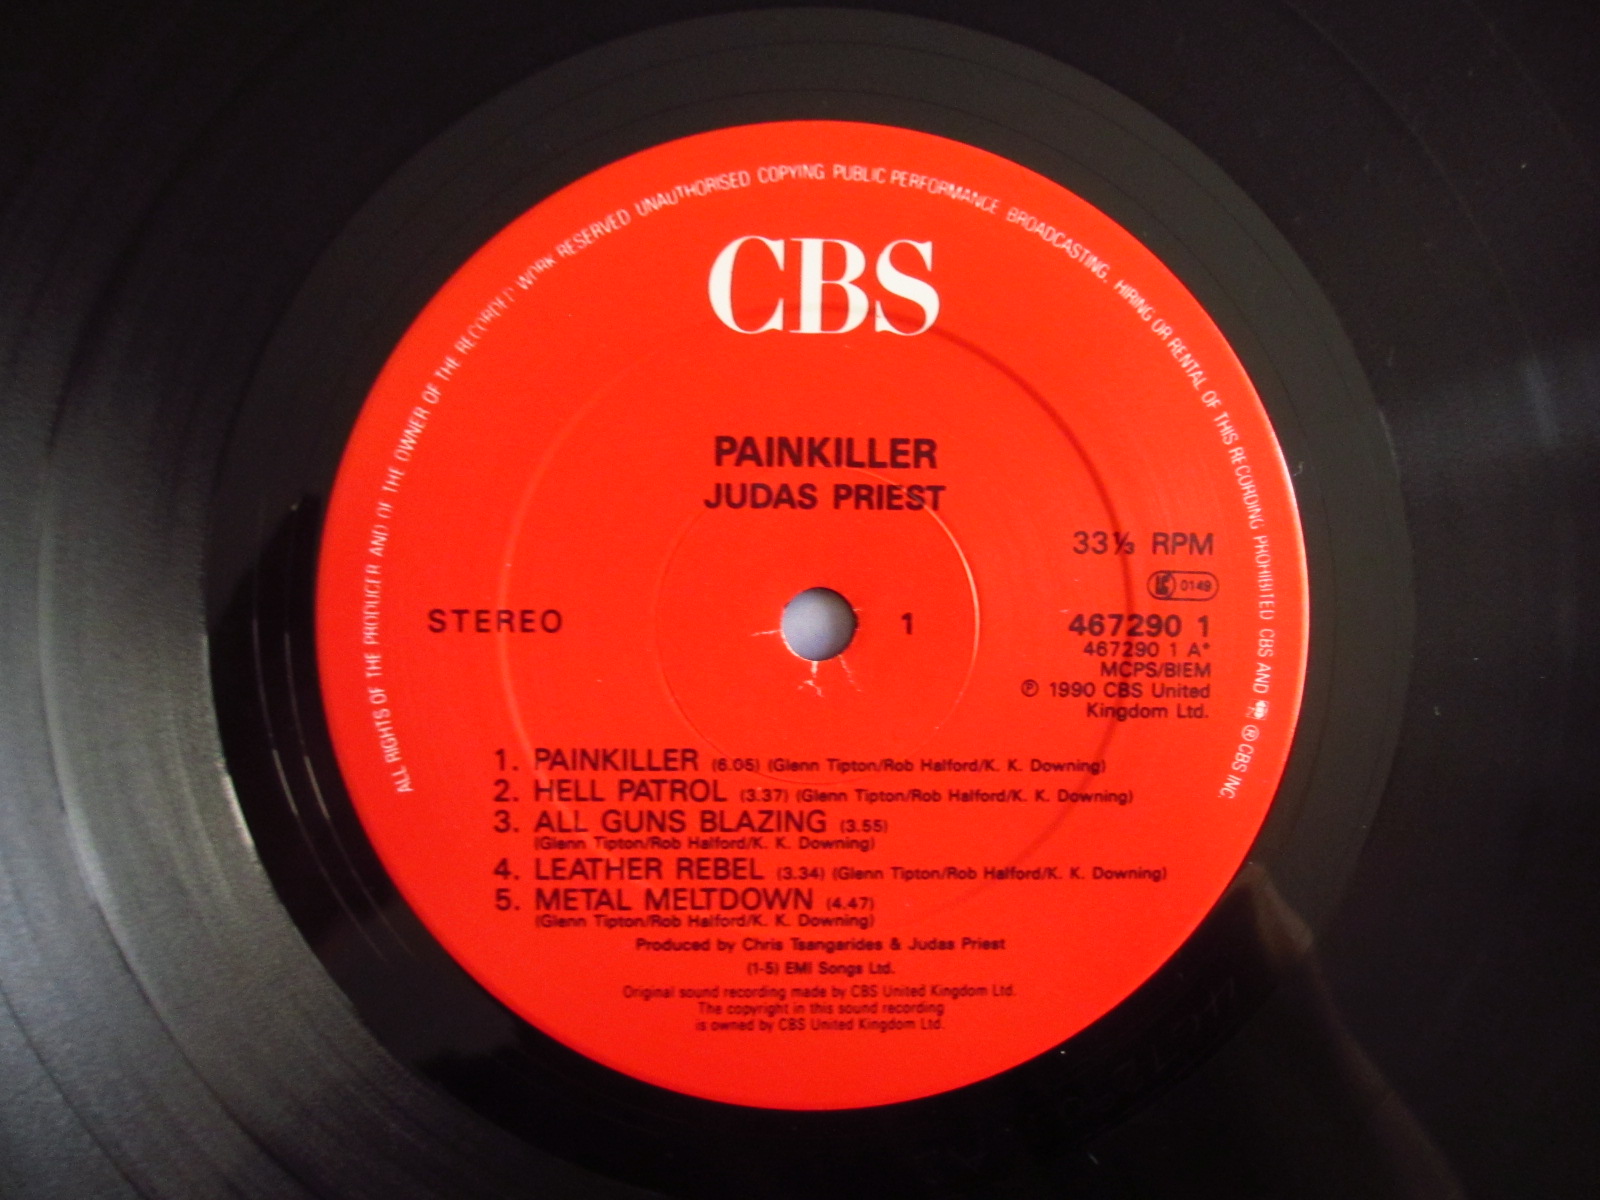 ALL RIGHTS OF THE PRODUCER AND OF THE OWNER OF THE RECORDED WORK RESERVED UNAUTHORISED COPYING PUBLIC PERFORMANCE BROADCASTING, HIRING OR RENTAL OF THIS RECORDING PROHIBITED CBS AND ® CBS INC.
CBS
PAINKILLER
JUDAS PRIEST
33⅓ RPM
LC 0149
STEREO
1
467290 1
467290 1 A*
MCPS/BIEM
℗ 1990 CBS United
Kingdom Ltd.
1. PAINKILLER (6.05) (Glenn Tipton/Rob Halford/K. K. Downing)
2. HELL PATROL (3.37) (Glenn Tipton/Rob Halford/K. K. Downing)
3. ALL GUNS BLAZING (3.55)
(Glenn Tipton/Rob Halford/K. K. Downing)
4. LEATHER REBEL (3.34) (Glenn Tipton/Rob Halford/K. K. Downing)
5. METAL MELTDOWN (4.47)
(Glenn Tipton/Rob Halford/K. K. Downing)
Produced by Chris Tsangarides & Judas Priest
(1-5) EMI Songs Ltd.
Original sound recording made by CBS United Kingdom Ltd.
The copyright in this sound recording
is owned by CBS United Kingdom Ltd.